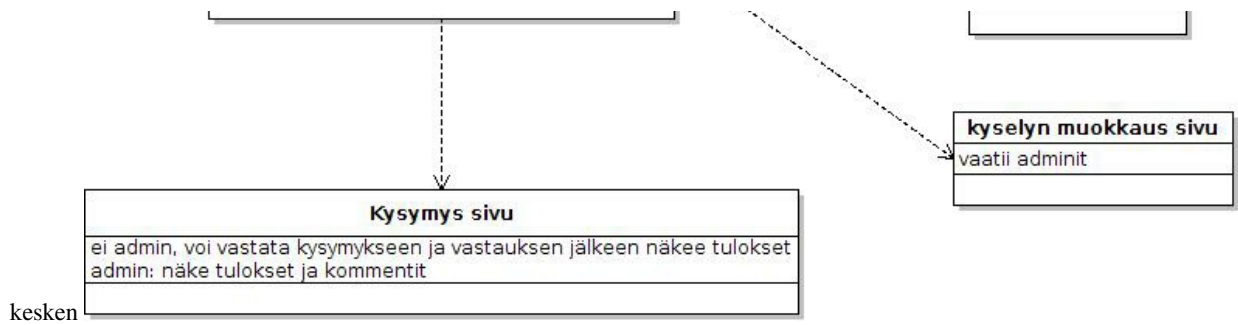 kyselyn muokkaus sivu
vaatii adminit
Kysymys sivu
ei admin, voi vastata kysymykseen ja vastauksen jälkeen näkee tulokset
admin: näke tulokset ja kommentit
kesken